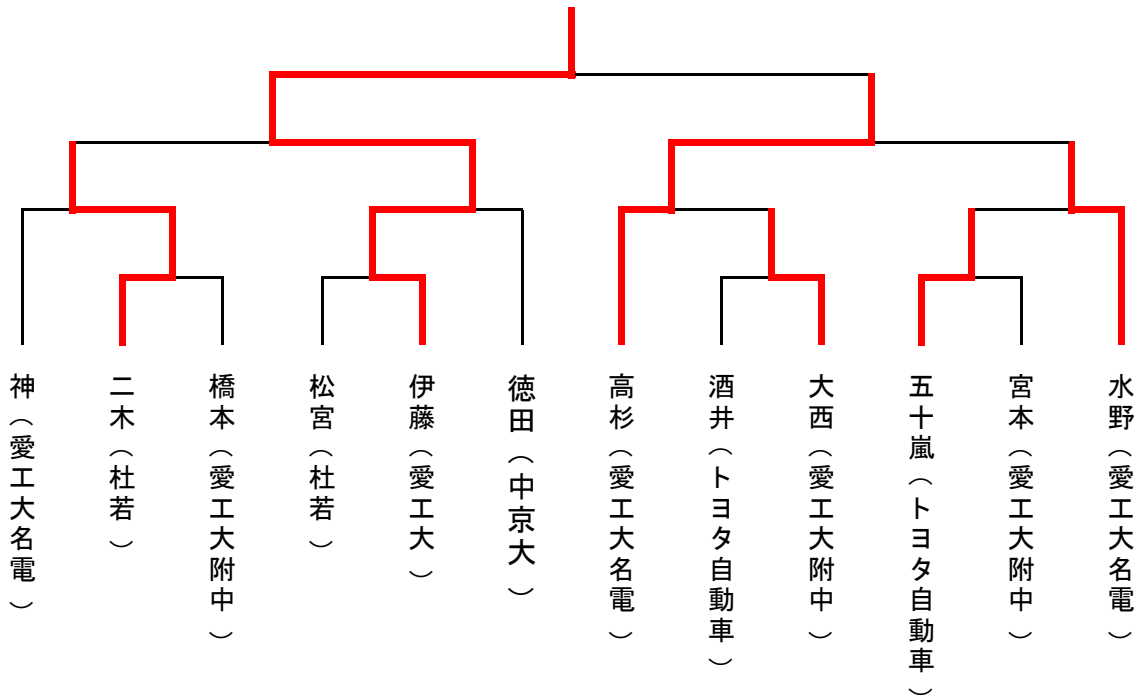 神（愛工大名電）
二木（杜若）
橋本（愛工大附中）
松宮（杜若）
伊藤（愛工大）
徳田（中京大）
高杉（愛工大名電）
酒井（トヨタ自動車）
大西（愛工大附中）
五十嵐（トヨタ自動車）
宮本（愛工大附中）
水野（愛工大名電）